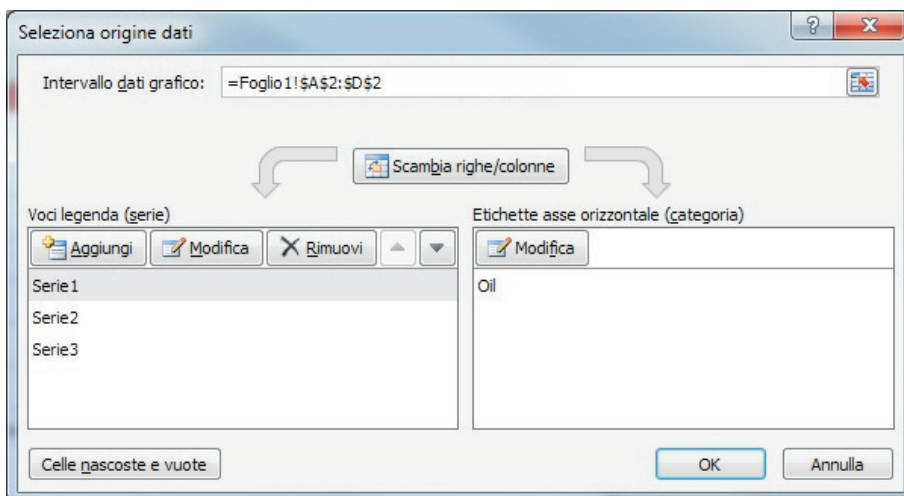 Seleziona origine dati
Intervallo dati grafico: =Foglio1!$A$2:$D$2
Scambia righe/colonne
Voci legenda (serie)
Aggiungi Modifica Rimuovi
Serie1
Serie2
Serie3
Etichette asse orizzontale (categoria)
Modifica
Oil
Celle nascoste e vuote
OK Annulla